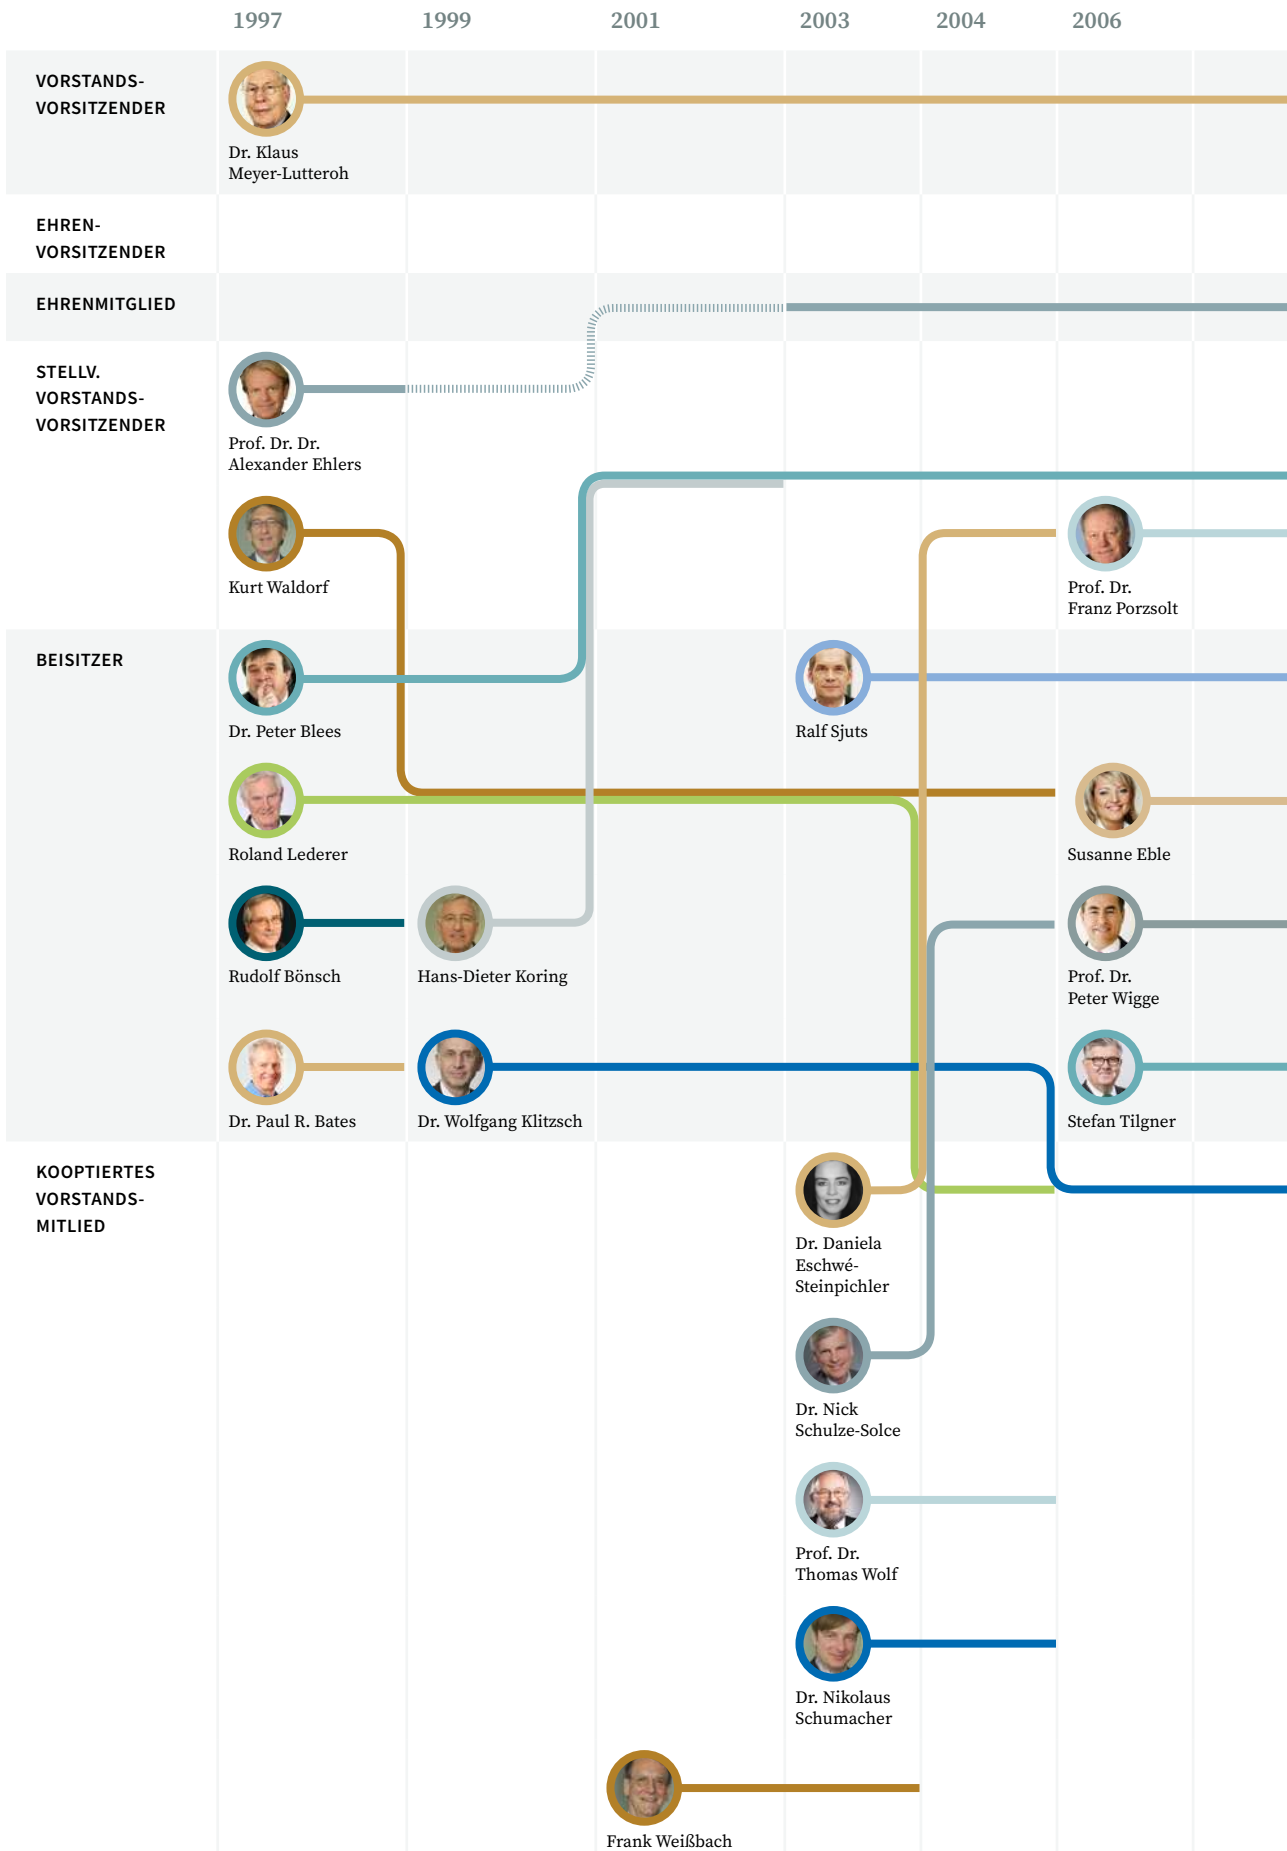 1997 1999 2001 2003 2004 2006
VORSTANDS-
VORSITZENDER
Dr. Klaus
Meyer-Lutteroh
EHREN-
VORSITZENDER
EHRENMITGLIED
STELLV.
VORSTANDS-
VORSITZENDER
Prof. Dr. Dr.
Alexander Ehlers
Kurt Waldorf
Prof. Dr.
Franz Porzsolt
BEISITZER
Dr. Peter Blees
Ralf Sjuts
Roland Lederer
Susanne Eble
Rudolf Bönsch
Hans-Dieter Koring
Prof. Dr.
Peter Wigge
Dr. Paul R. Bates
Dr. Wolfgang Klitzsch
Stefan Tilgner
KOOPTIERTES
VORSTANDS-
MITLIED
Dr. Daniela
Eschwé-
Steinpichler
Dr. Nick
Schulze-Solce
Prof. Dr.
Thomas Wolf
Dr. Nikolaus
Schumacher
Frank Weißbach